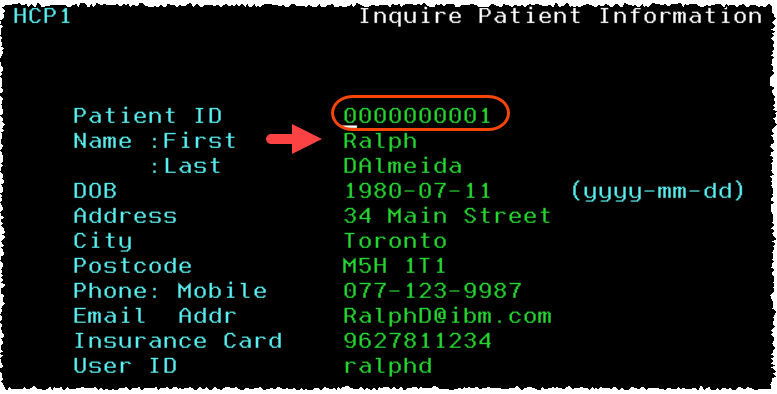 HCP1 Inquire Patient Information
Patient ID 0000000001
Name :First Ralph
:Last DAlmeida
DOB 1980-07-11 (yyyy-mm-dd)
Address 34 Main Street
City Toronto
Postcode M5H 1T1
Phone: Mobile 077-123-9987
Email Addr RalphD@ibm.com
Insurance Card 9627811234
User ID ralphd